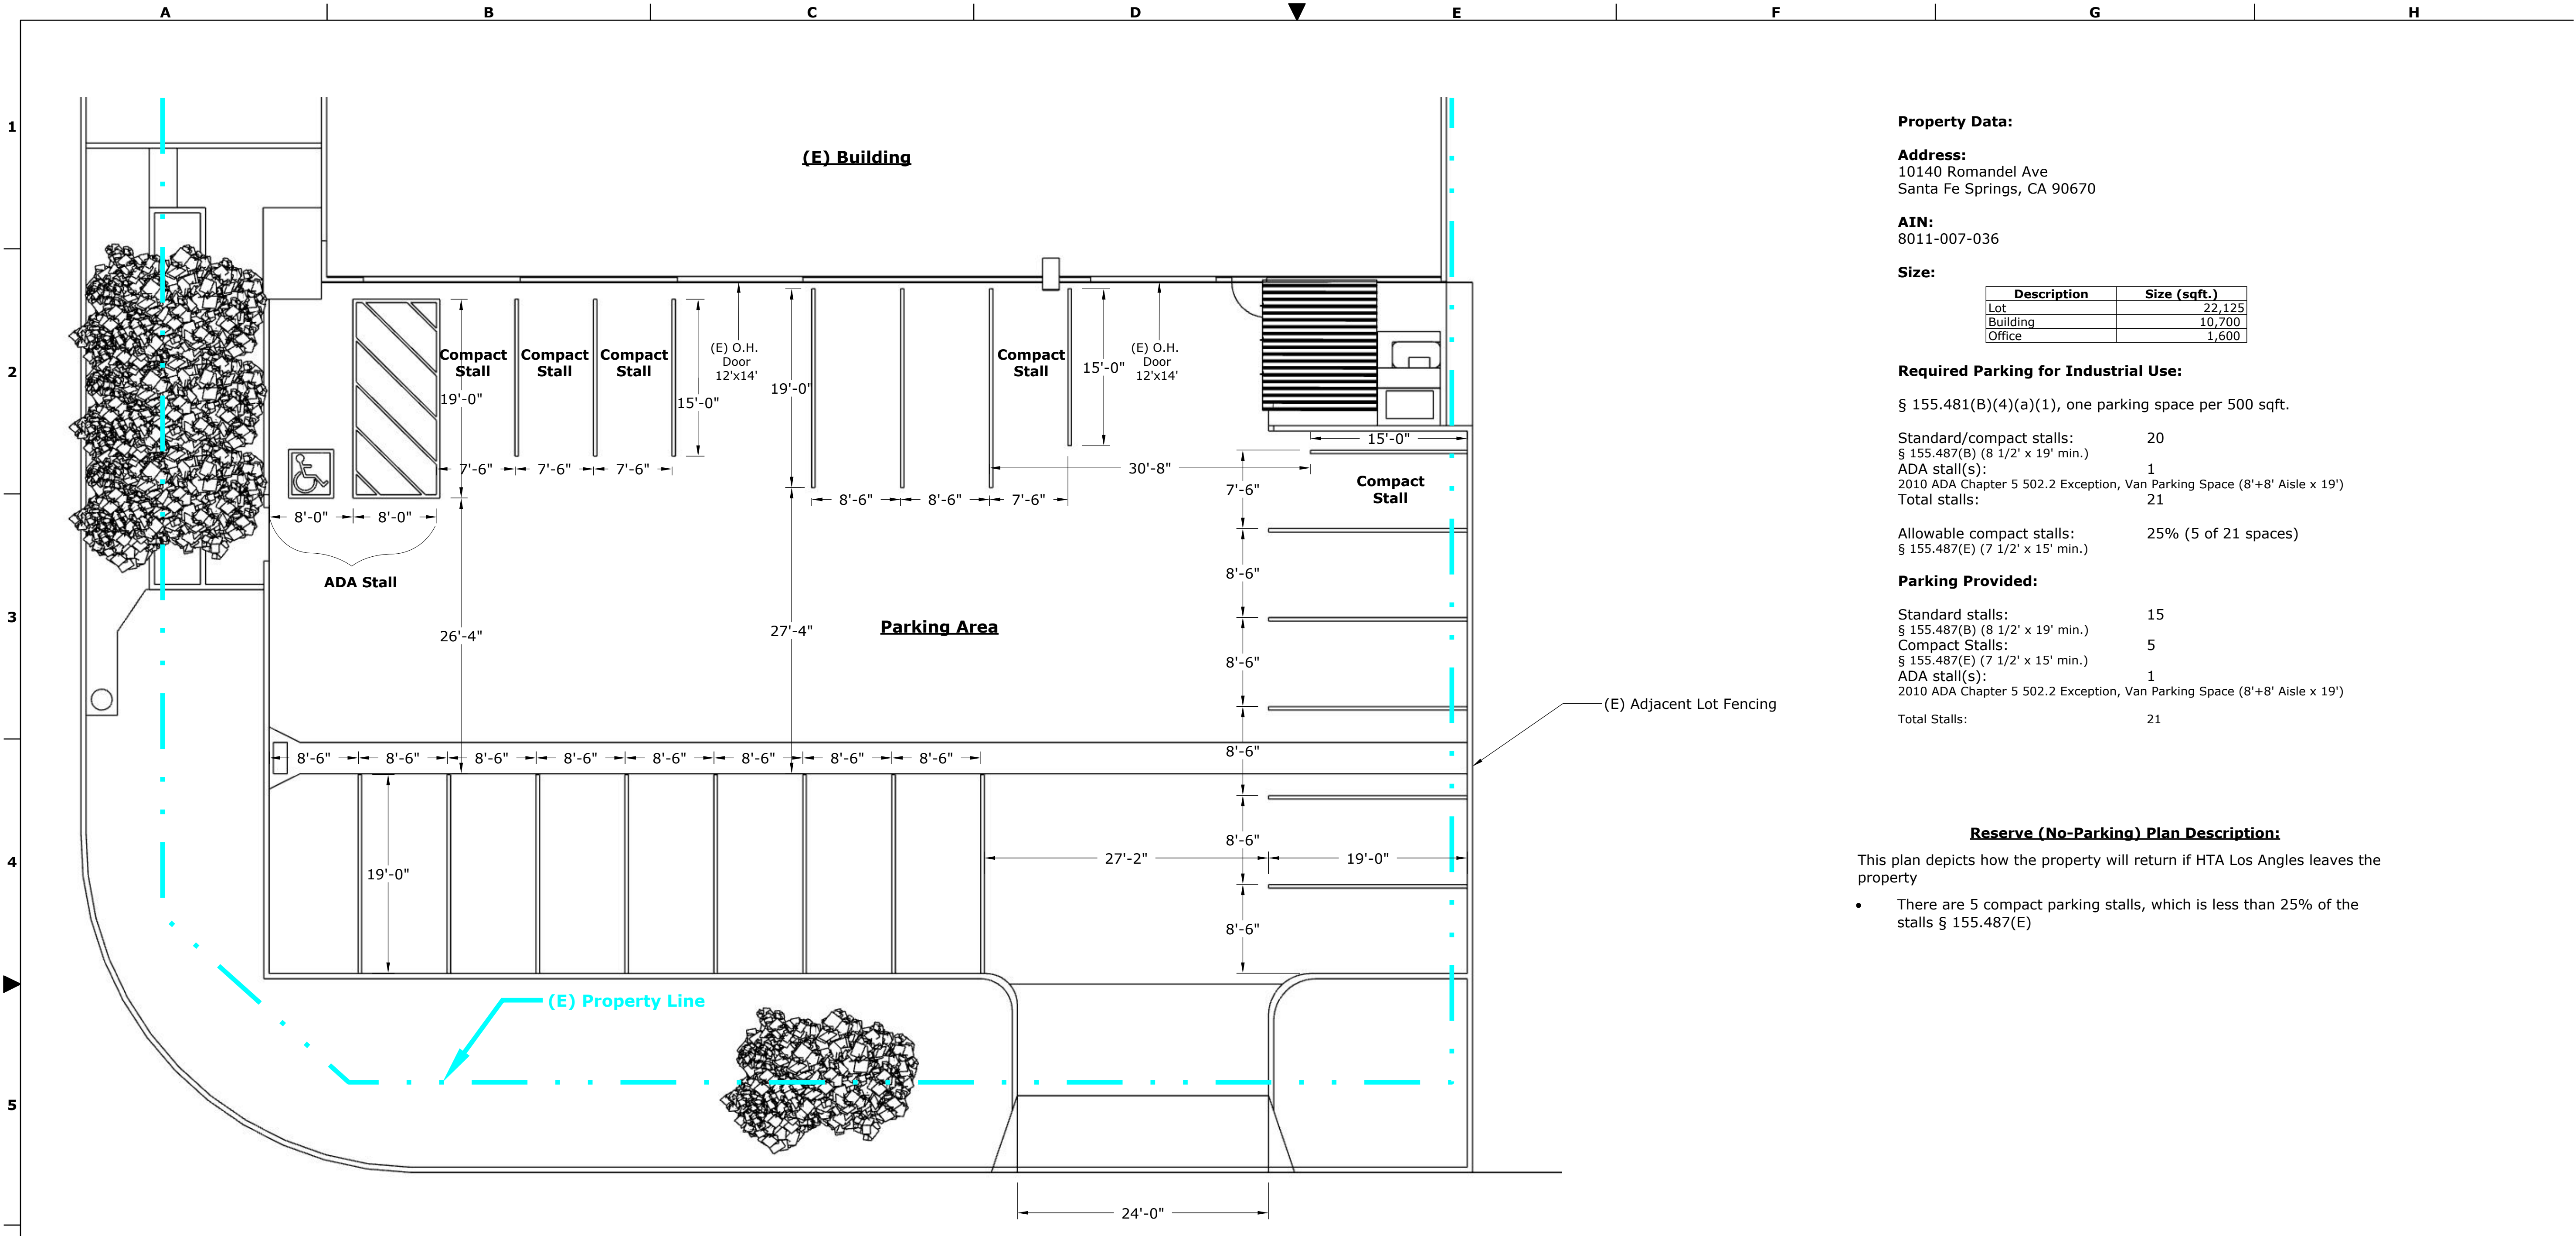 A B C D E F G H
1
2
3
4
5
(E) Building
Compact
Stall
Compact
Stall
Compact
Stall
(E) O.H.
Door
12'x14'
Compact
Stall
(E) O.H.
Door
12'x14'
19'-0"
15'-0"
19'-0"
15'-0"
15'-0"
7'-6" 7'-6" 7'-6"
30'-8"
8'-6" 8'-6" 7'-6"
8'-0" 8'-0"
ADA Stall
Compact
Stall
7'-6"
8'-6"
8'-6"
8'-6"
8'-6"
8'-6"
26'-4"
27'-4"
Parking Area
(E) Adjacent Lot Fencing
8'-6" 8'-6" 8'-6" 8'-6" 8'-6" 8'-6" 8'-6" 8'-6"
19'-0"
27'-2"
19'-0"
(E) Property Line
24'-0"
Property Data:
Address:
10140 Romandel Ave
Santa Fe Springs, CA 90670
AIN:
8011-007-036
Size:
Description Size (sqft.)
Lot 22,125
Building 10,700
Office 1,600
Required Parking for Industrial Use:
§ 155.481(B)(4)(a)(1), one parking space per 500 sqft.
Standard/compact stalls: 20
§ 155.487(B) (8 1/2' x 19' min.)
ADA stall(s): 1
2010 ADA Chapter 5 502.2 Exception, Van Parking Space (8'+8' Aisle x 19')
Total stalls: 21
Allowable compact stalls: 25% (5 of 21 spaces)
§ 155.487(E) (7 1/2' x 15' min.)
Parking Provided:
Standard stalls: 15
§ 155.487(B) (8 1/2' x 19' min.)
Compact Stalls: 5
§ 155.487(E) (7 1/2' x 15' min.)
ADA stall(s): 1
2010 ADA Chapter 5 502.2 Exception, Van Parking Space (8'+8' Aisle x 19')
Total Stalls: 21
Reserve (No-Parking) Plan Description:
This plan depicts how the property will return if HTA Los Angles leaves the
property
• There are 5 compact parking stalls, which is less than 25% of the
stalls § 155.487(E)